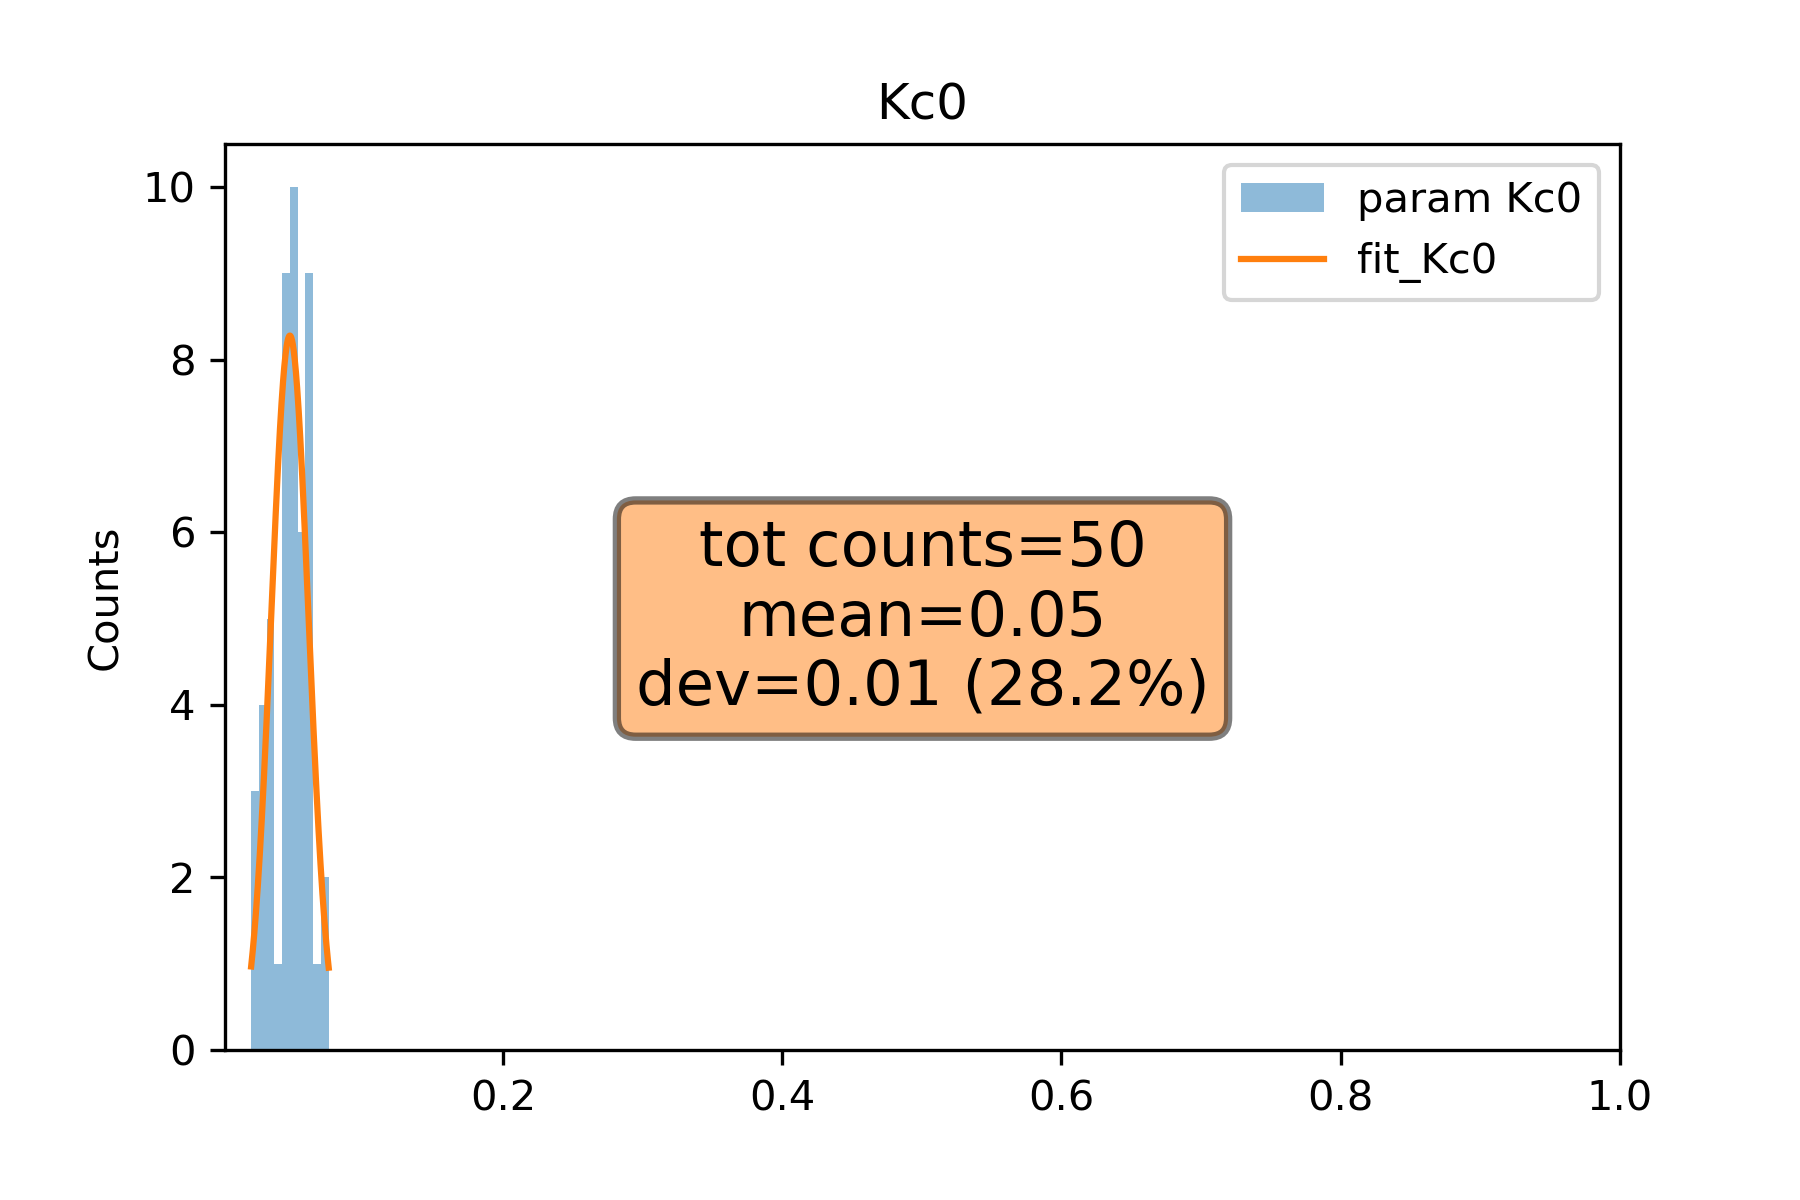 Kc0
10
8
6
4
2
0
Counts
param Kc0
fit_Kc0
tot counts=50
mean=0.05
dev=0.01 (28.2%)
0.2 0.4 0.6 0.8 1.0